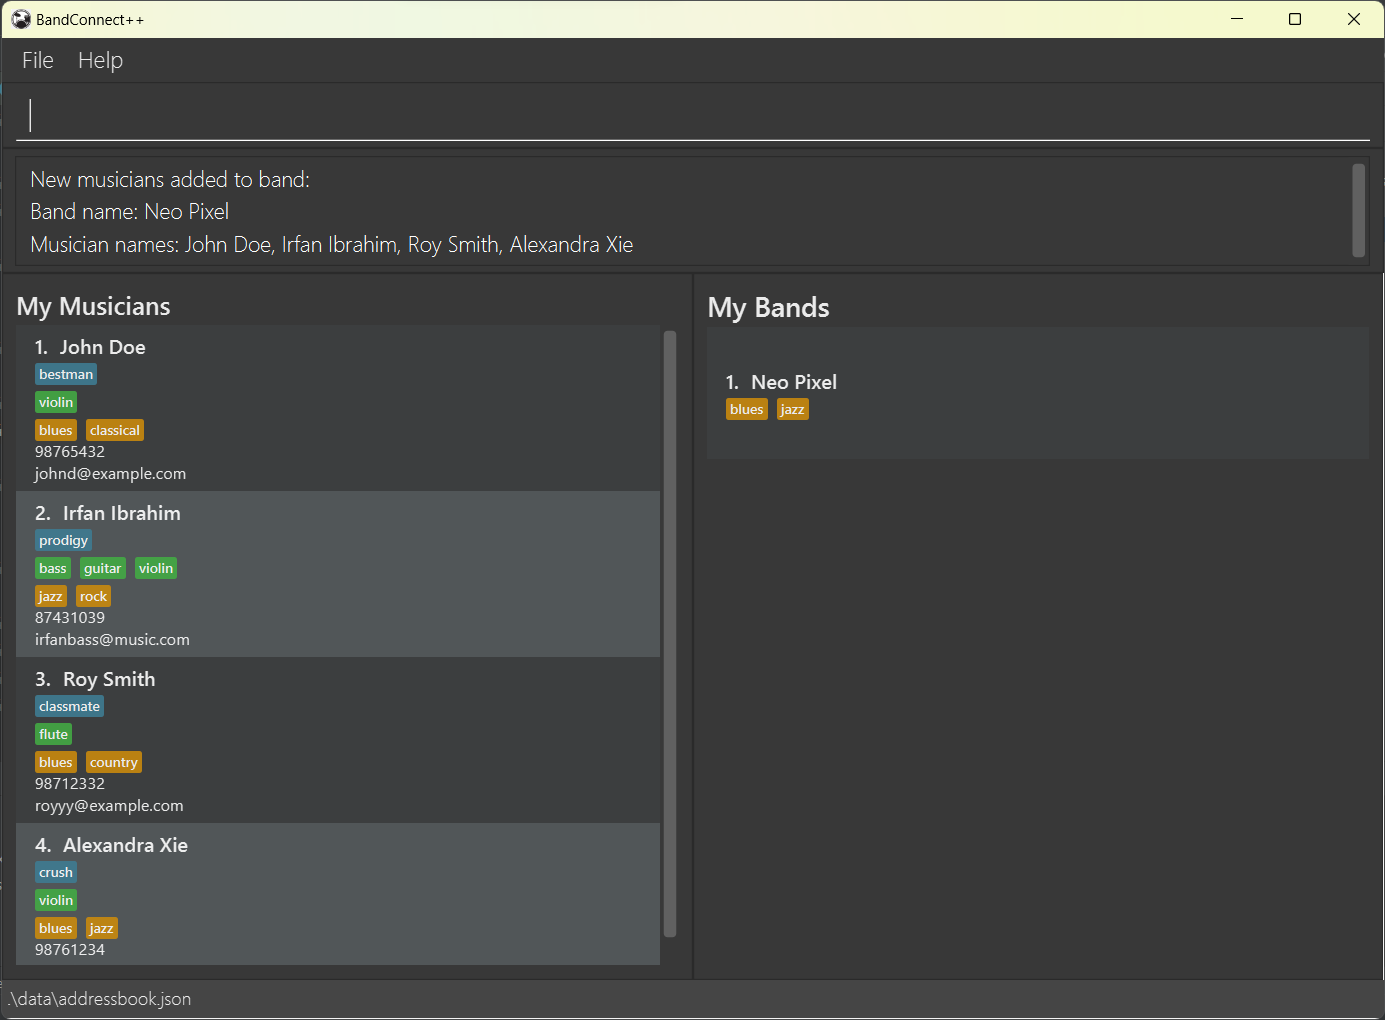 BandConnect++
File Help
New musicians added to band:
Band name: Neo Pixel
Musician names: John Doe, Irfan Ibrahim, Roy Smith, Alexandra Xie
My Musicians
1. John Doe
bestman
violin
blues classical
98765432
johnd@example.com
2. Irfan Ibrahim
prodigy
bass guitar violin
jazz rock
87431039
irfanbass@music.com
3. Roy Smith
classmate
flute
blues country
98712332
royyy@example.com
4. Alexandra Xie
crush
violin
blues jazz
98761234
My Bands
1. Neo Pixel
blues jazz
.\data\addressbook.json